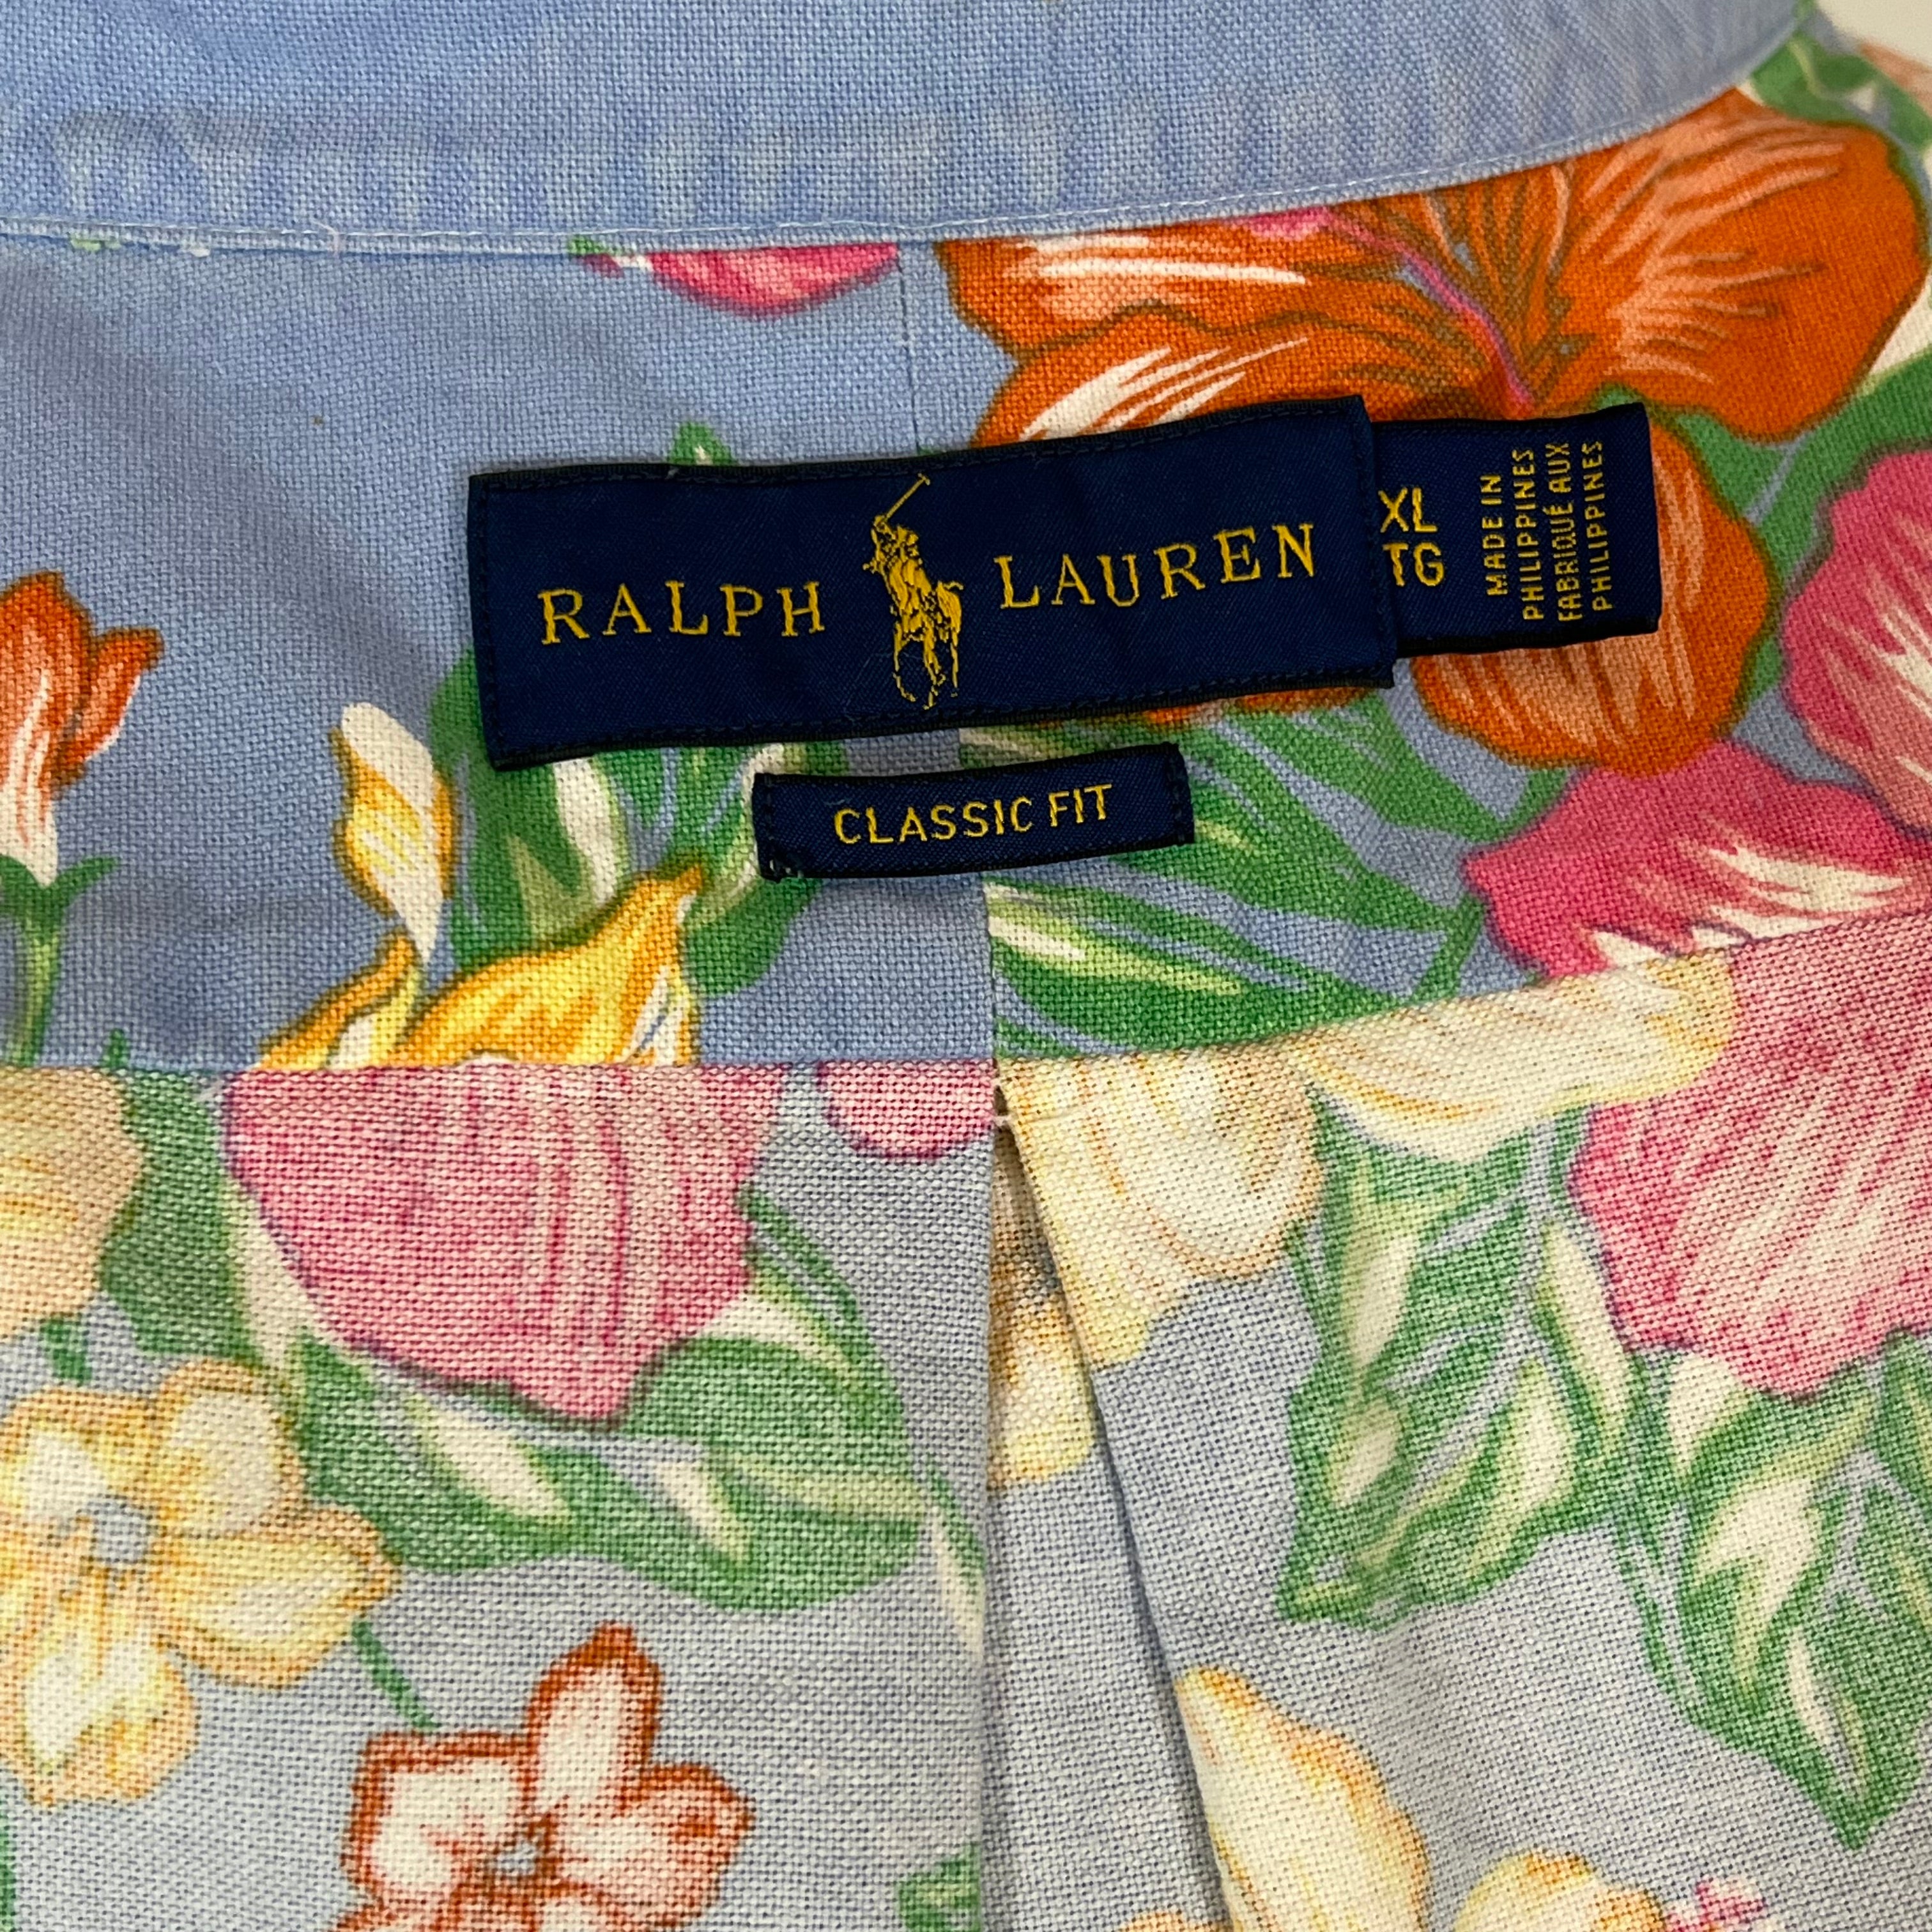 RALPH LAUREN
XL
TG
MADE IN
PHILIPPINES
FABRIQUÉ AUX
PHILIPPINES
CLASSIC FIT